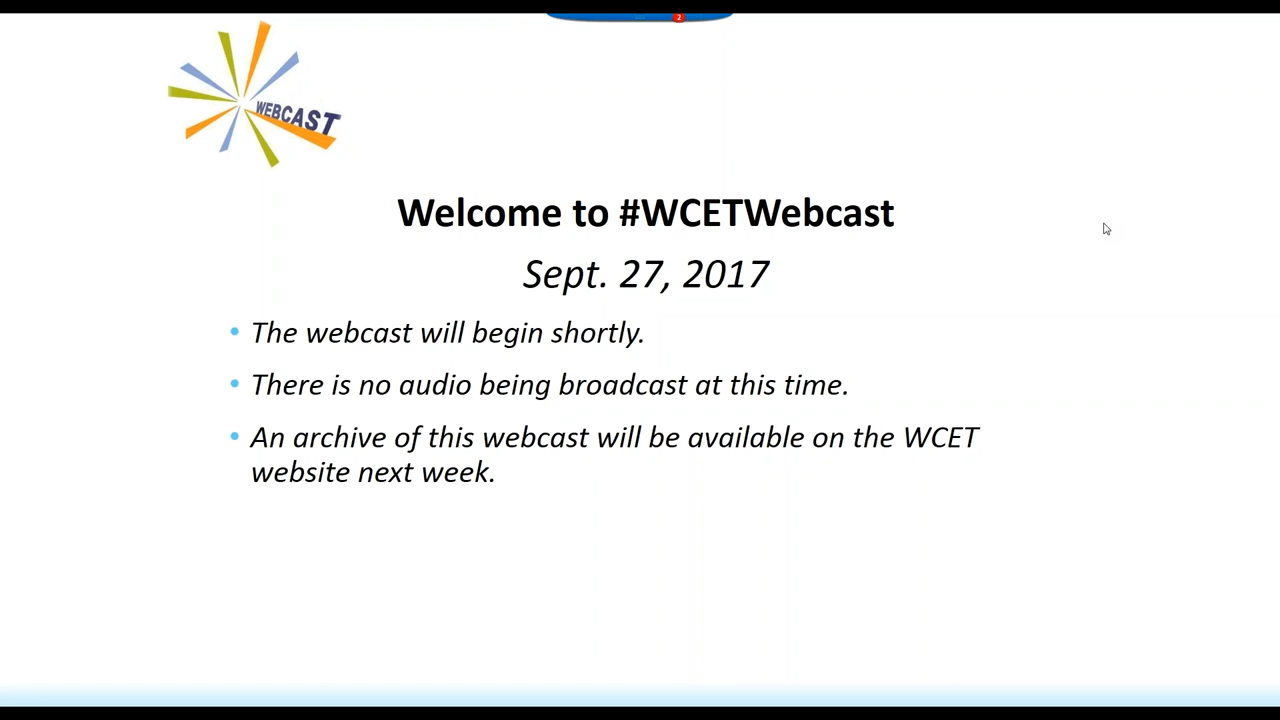 2
WEBCAST
Welcome to #WCETWebcast
Sept. 27, 2017
• The webcast will begin shortly.
• There is no audio being broadcast at this time.
• An archive of this webcast will be available on the WCET
website next week.